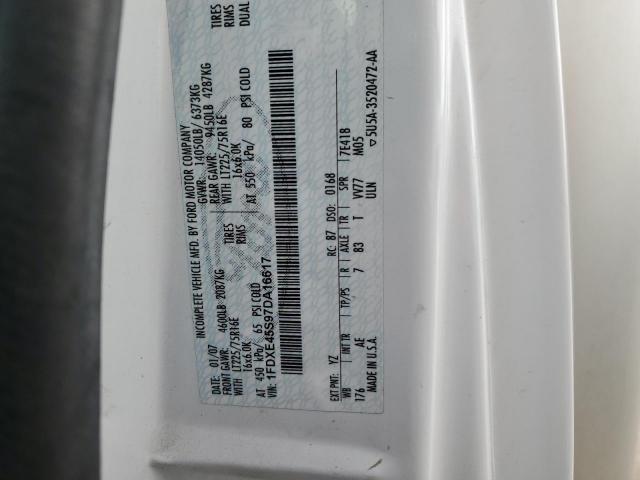 INCOMPLETE VEHICLE MFD. BY FORD MOTOR COMPANY
DATE: 01/07 GVWR: 14050LB/ 6373KG
FRONT GAWR: 4600LB 2087KG REAR GAWR: 9450LB 4287KG
WITH LT225/75R16E TIRES WITH LT225/75R16E TIRES
16x6.0K RIMS 16x6.0K RIMS
AT 450 kPa/ 65 PSI COLD AT 550 kPa/ 80 PSI COLD DUAL
VIN: 1FDXE45S97DA16617
EXT PNT: YZ RC: 87 DSO: 0168
WB INT TR TP/PS R AXLE TR SPR 7E418
176 AE 7 83 T VW77 M05
MADE IN U.S.A. ULN
▽5U5A-3520472-AA